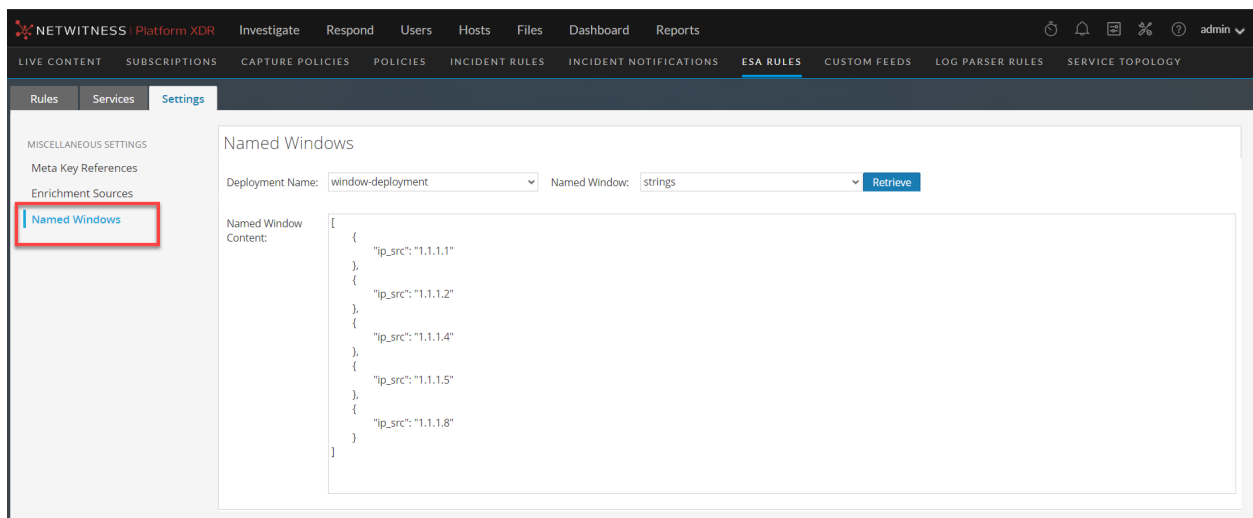 NETWITNESS | Platform XDR Investigate Respond Users Hosts Files Dashboard Reports admin
LIVE CONTENT SUBSCRIPTIONS CAPTURE POLICIES POLICIES INCIDENT RULES INCIDENT NOTIFICATIONS ESA RULES CUSTOM FEEDS LOG PARSER RULES SERVICE TOPOLOGY
Rules Services Settings
MISCELLANEOUS SETTINGS
Meta Key References
Enrichment Sources
Named Windows
Named Windows
Deployment Name: window-deployment Named Window: strings Retrieve
Named Window
Content:
[
{
"ip_src": "1.1.1.1"
},
{
"ip_src": "1.1.1.2"
},
{
"ip_src": "1.1.1.4"
},
{
"ip_src": "1.1.1.5"
},
{
"ip_src": "1.1.1.8"
}
]